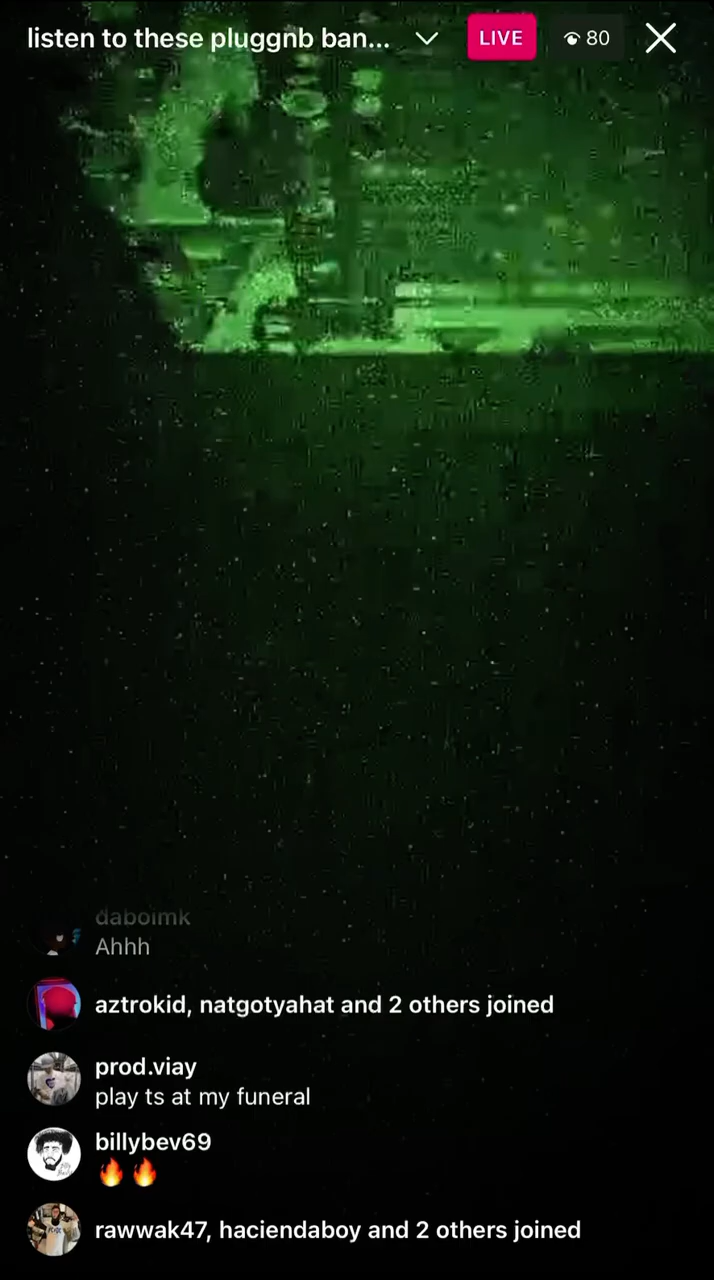 listen to these pluggnb ban...
LIVE
80
daboimk
Ahhh
aztrokid, natgotyahat and 2 others joined
prod.viay
play ts at my funeral
billybev69
🔥🔥
rawwak47, haciendaboy and 2 others joined